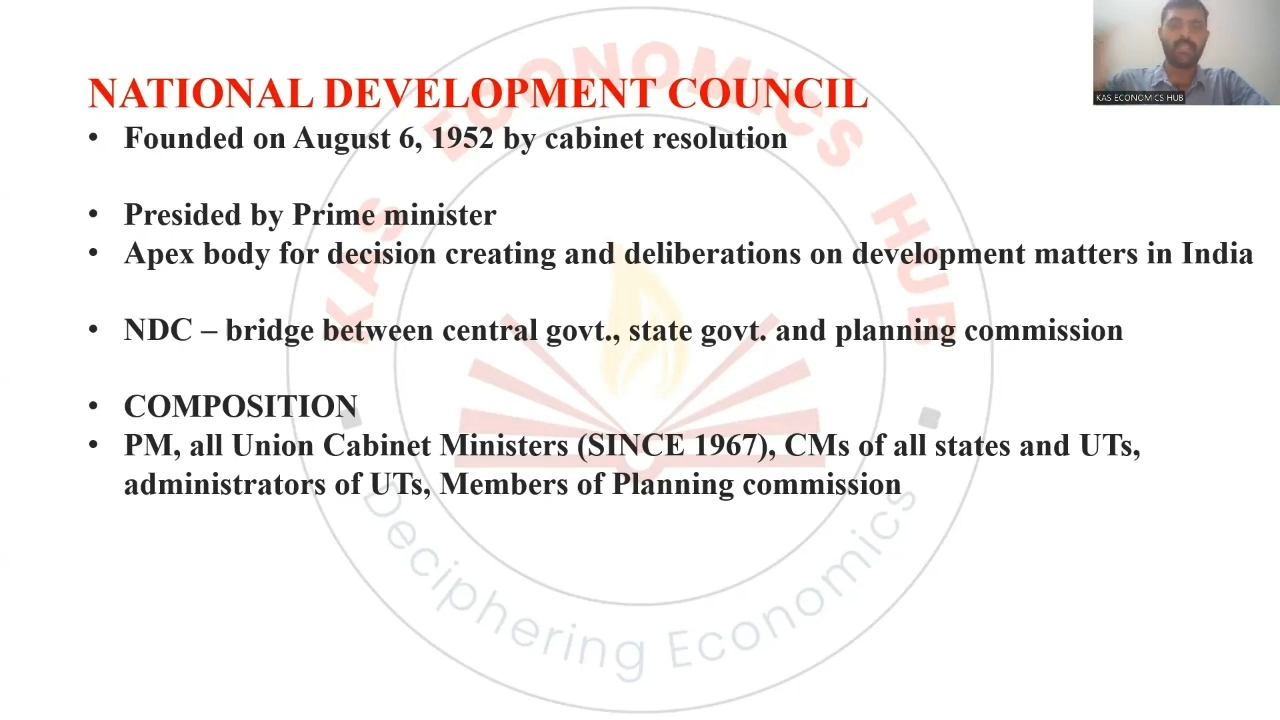 NATIONAL DEVELOPMENT COUNCIL
• Founded on August 6, 1952 by cabinet resolution
• Presided by Prime minister
• Apex body for decision creating and deliberations on development matters in India
• NDC – bridge between central govt., state govt. and planning commission
• COMPOSITION
• PM, all Union Cabinet Ministers (SINCE 1967), CMs of all states and UTs,
administrators of UTs, Members of Planning commission
KAS ECONOMICS HUB
Deciphering Economics
KAS ECONOMICS HUB